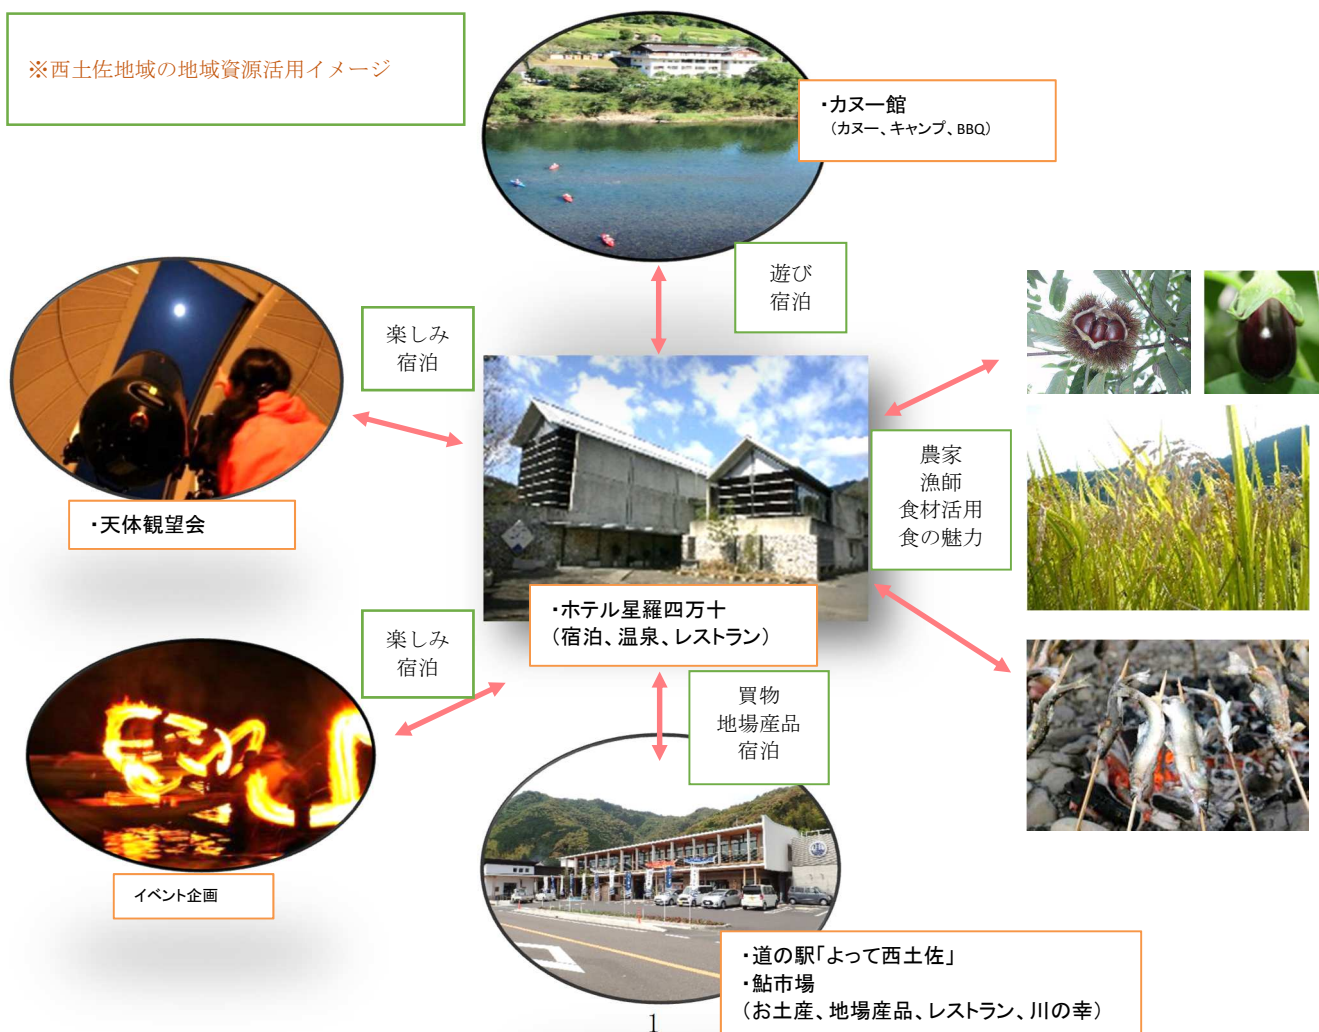 ※西土佐地域の地域資源活用イメージ
・カヌー館
（カヌー、キャンプ、BBQ）
遊び
宿泊
楽しみ
宿泊
農家
漁師
食材活用
食の魅力
・天体観望会
・ホテル星羅四万十
（宿泊、温泉、レストラン）
楽しみ
宿泊
買物
地場産品
宿泊
イベント企画
・道の駅「よって西土佐」
・鮎市場
（お土産、地場産品、レストラン、川の幸）
1